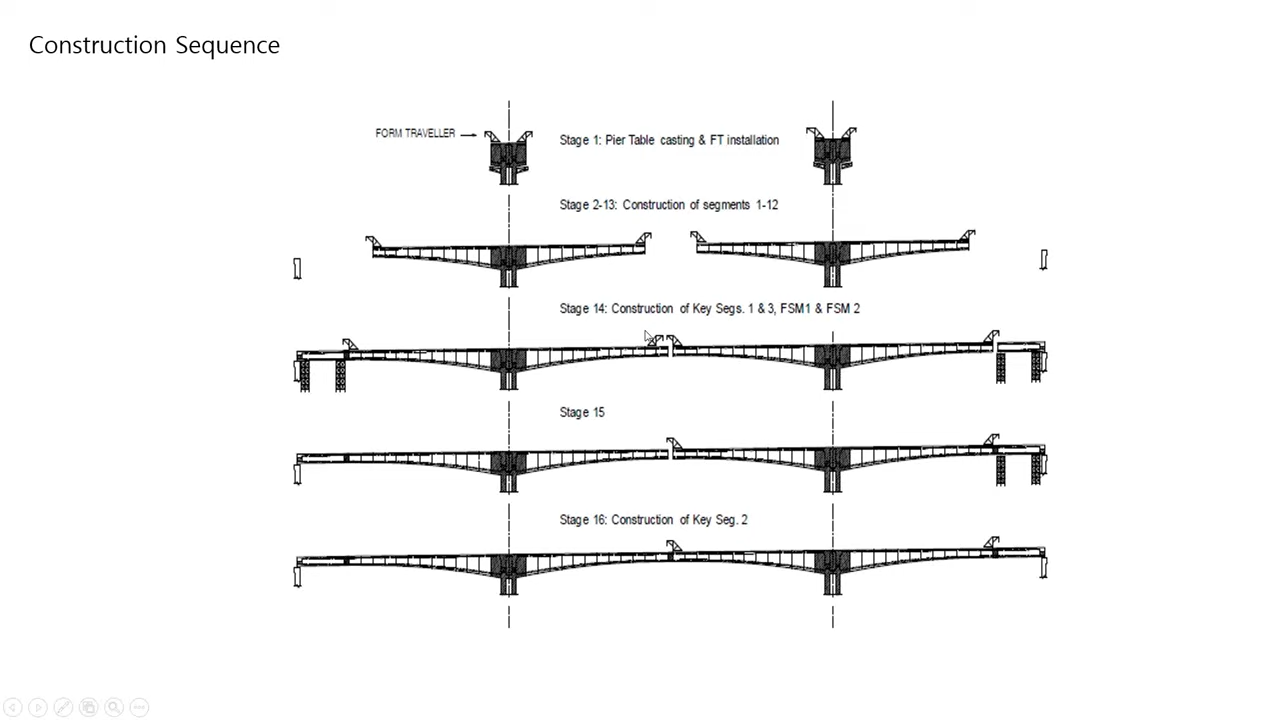 Construction Sequence
FORM TRAVELLER
Stage 1: Pier Table casting & FT installation
Stage 2-13: Construction of segments 1-12
Stage 14: Construction of Key Segs. 1 & 3, FSM1 & FSM 2
Stage 15
Stage 16: Construction of Key Seg. 2